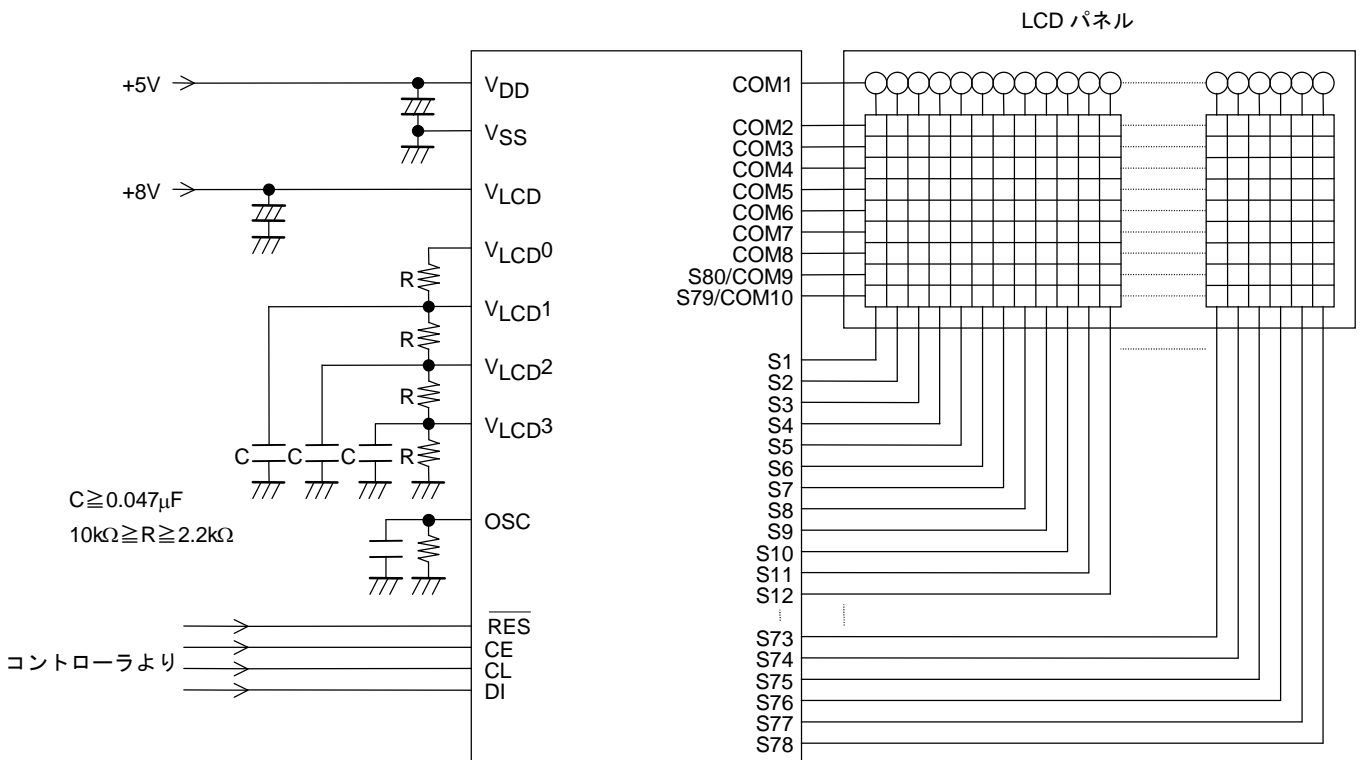 LCD パネル
+5V
VDD
COM1
COM2
VSS
COM3
COM4
+8V
VLCD
COM5
COM6
COM7
VLCD0
COM8
R
S80/COM9
S79/COM10
VLCD1
R
S1
VLCD2
S2
R
S3
VLCD3
S4
C
C
C
R
S5
S6
C≧0.047μF
S7
OSC
S8
10kΩ≧R≧2.2kΩ
S9
S10
S11
S12
RES
S73
CE
コントローラより
S74
CL
S75
DI
S76
S77
S78